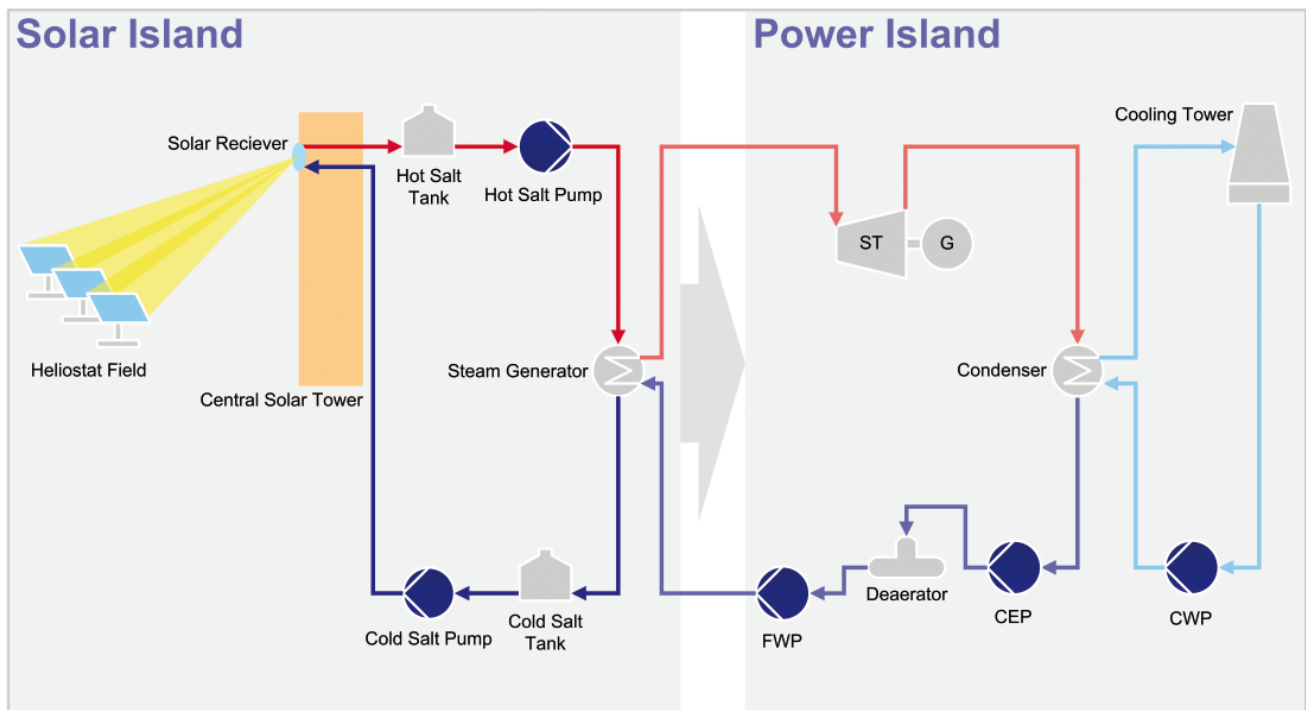 Solar Island
Power Island
Solar Reciever
Hot Salt
Tank
Hot Salt Pump
Cooling Tower
ST
G
Heliostat Field
Steam Generator
Condenser
Central Solar Tower
Cold Salt Pump
Cold Salt
Tank
FWP
Deaerator
CEP
CWP